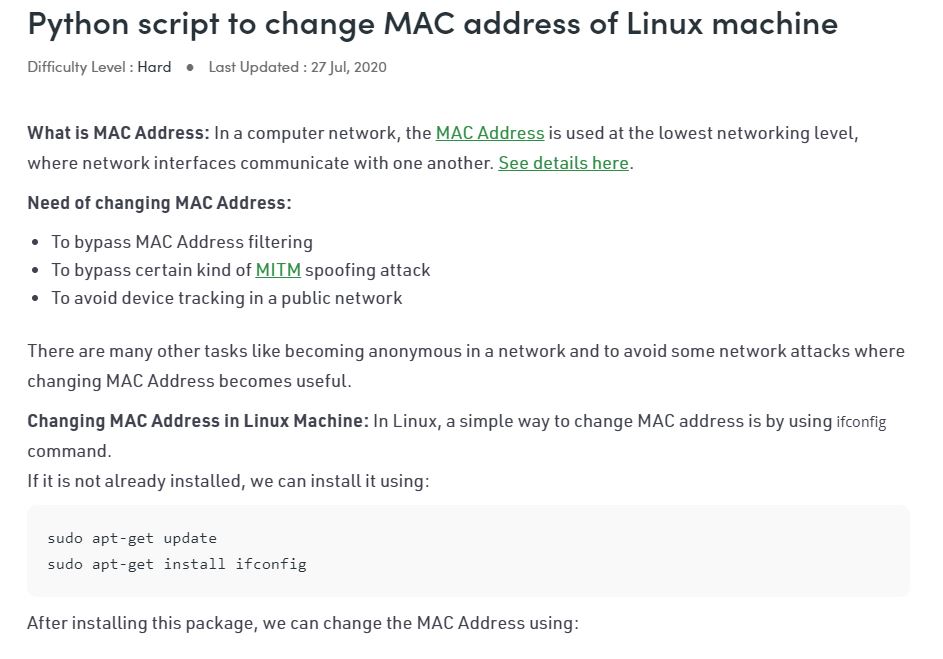 Python script to change MAC address of Linux machine
Difficulty Level : Hard ● Last Updated : 27 Jul, 2020
What is MAC Address: In a computer network, the MAC Address is used at the lowest networking level,
where network interfaces communicate with one another. See details here.
Need of changing MAC Address:
• To bypass MAC Address filtering
• To bypass certain kind of MITM spoofing attack
• To avoid device tracking in a public network
There are many other tasks like becoming anonymous in a network and to avoid some network attacks where
changing MAC Address becomes useful.
Changing MAC Address in Linux Machine: In Linux, a simple way to change MAC address is by using ifconfig
command.
If it is not already installed, we can install it using:
sudo apt-get update
sudo apt-get install ifconfig
After installing this package, we can change the MAC Address using: